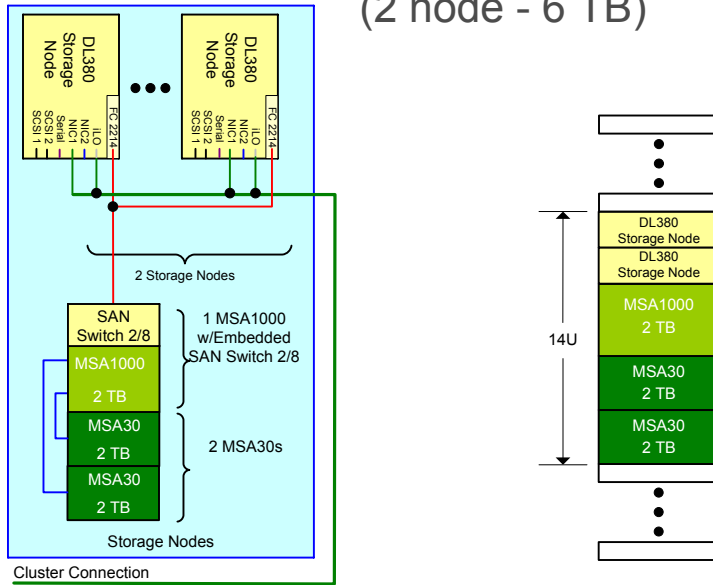 (2 node - 6 TB)
DL380
Storage
Node
FC 2214
iLO
NIC2
NIC1
Serial
SCSI 2
SCSI 1
DL380
Storage
Node
FC 2214
iLO
NIC2
NIC1
Serial
SCSI 2
SCSI 1
2 Storage Nodes
SAN
Switch 2/8
MSA1000
2 TB
MSA30
2 TB
MSA30
2 TB
1 MSA1000
w/Embedded
SAN Switch 2/8
2 MSA30s
Storage Nodes
Cluster Connection
14U
DL380
Storage Node
DL380
Storage Node
MSA1000
2 TB
MSA30
2 TB
MSA30
2 TB